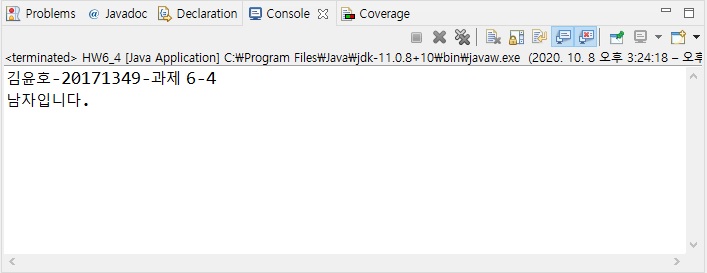 Problems @ Javadoc Declaration Console Coverage
<terminated> HW6_4 [Java Application] C:₩Program Files₩Java₩jdk-11.0.8+10₩bin₩javaw.exe (2020. 10. 8 오후 3:24:18 – 오후
김윤호-20171349-과제 6-4
남자입니다.